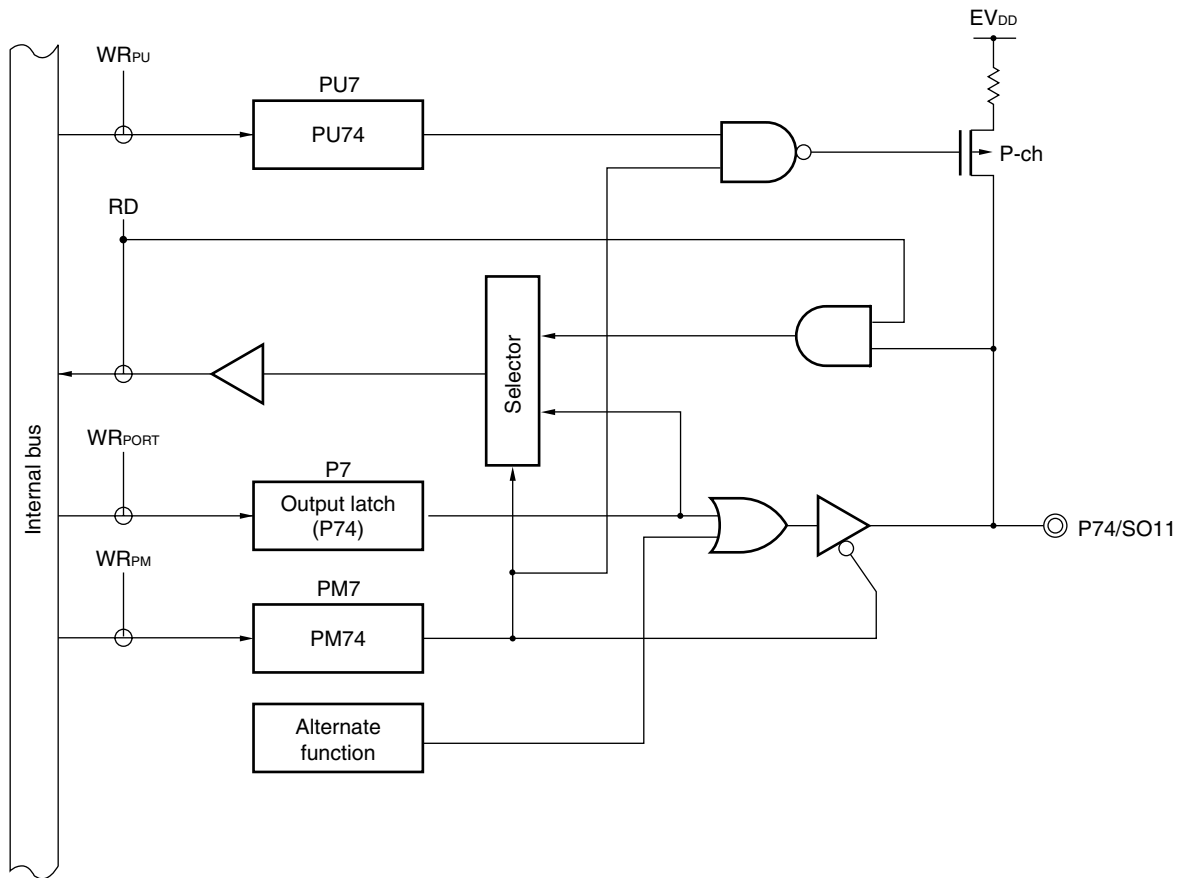 EVDD
WRPU
PU7
PU74
P-ch
RD
Selector
Internal bus
WRPORT
P7
Output latch
(P74)
P74/SO11
WRPM
PM7
PM74
Alternate
function